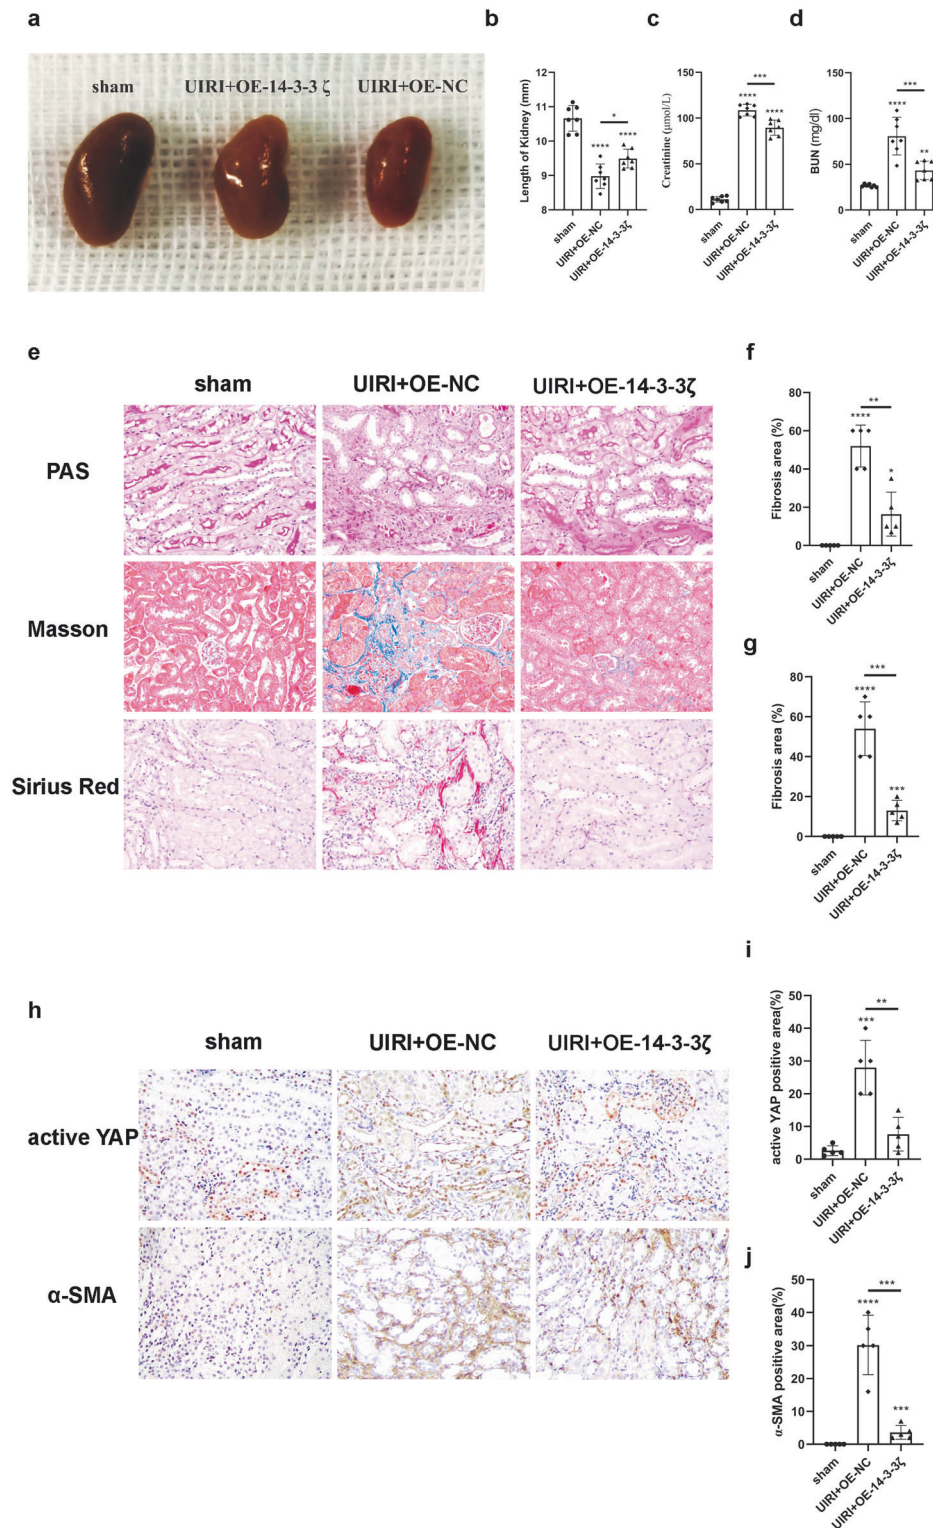 a
sham
UIRI+OE-14-3-3 ζ
UIRI+OE-NC
b
Length of Kidney (mm)
12
11
10
9
8
****
*
****
sham
UIRI+OE-NC
UIRI+OE-14-3-3ζ
c
Creatinine (μmol/L)
150
100
50
0
***
****
****
sham
UIRI+OE-NC
UIRI+OE-14-3-3ζ
d
BUN (mg/dl)
150
100
50
0
***
****
**
sham
UIRI+OE-NC
UIRI+OE-14-3-3ζ
e
sham
UIRI+OE-NC
UIRI+OE-14-3-3ζ
PAS
Masson
Sirius Red
f
Fibrosis area (%)
80
60
40
20
0
**
****
*
sham
UIRI+OE-NC
UIRI+OE-14-3-3ζ
g
Fibrosis area (%)
80
60
40
20
0
***
****
***
sham
UIRI+OE-NC
UIRI+OE-14-3-3ζ
h
sham
UIRI+OE-NC
UIRI+OE-14-3-3ζ
active YAP
α-SMA
i
active YAP positive area(%)
50
40
30
20
10
0
**
***
sham
UIRI+OE-NC
UIRI+OE-14-3-3ζ
j
α-SMA positive area(%)
50
40
30
20
10
0
***
****
***
sham
UIRI+OE-NC
UIRI+OE-14-3-3ζ